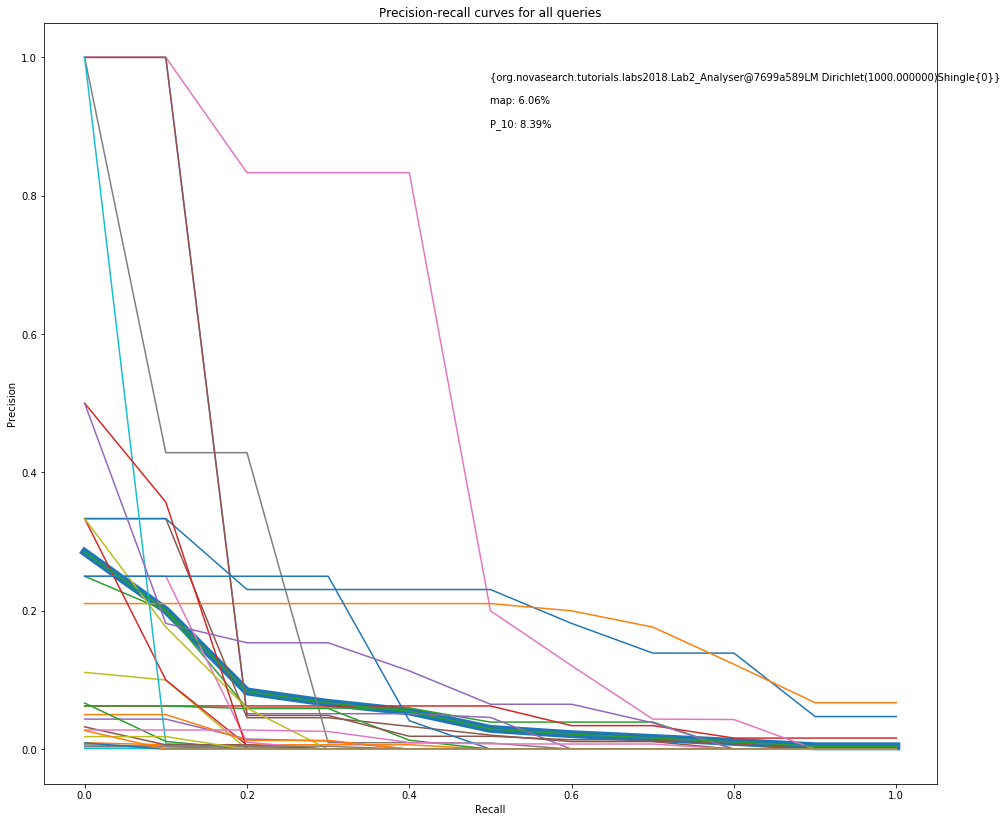 Precision-recall curves for all queries
{org.novasearch.tutorials.labs2018.Lab2_Analyser@7699a589LM Dirichlet(1000.000000)Shingle{0}}
map: 6.06%
P_10: 8.39%
1.0
0.8
0.6
0.4
0.2
0.0
Precision
0.0 0.2 0.4 0.6 0.8 1.0
Recall